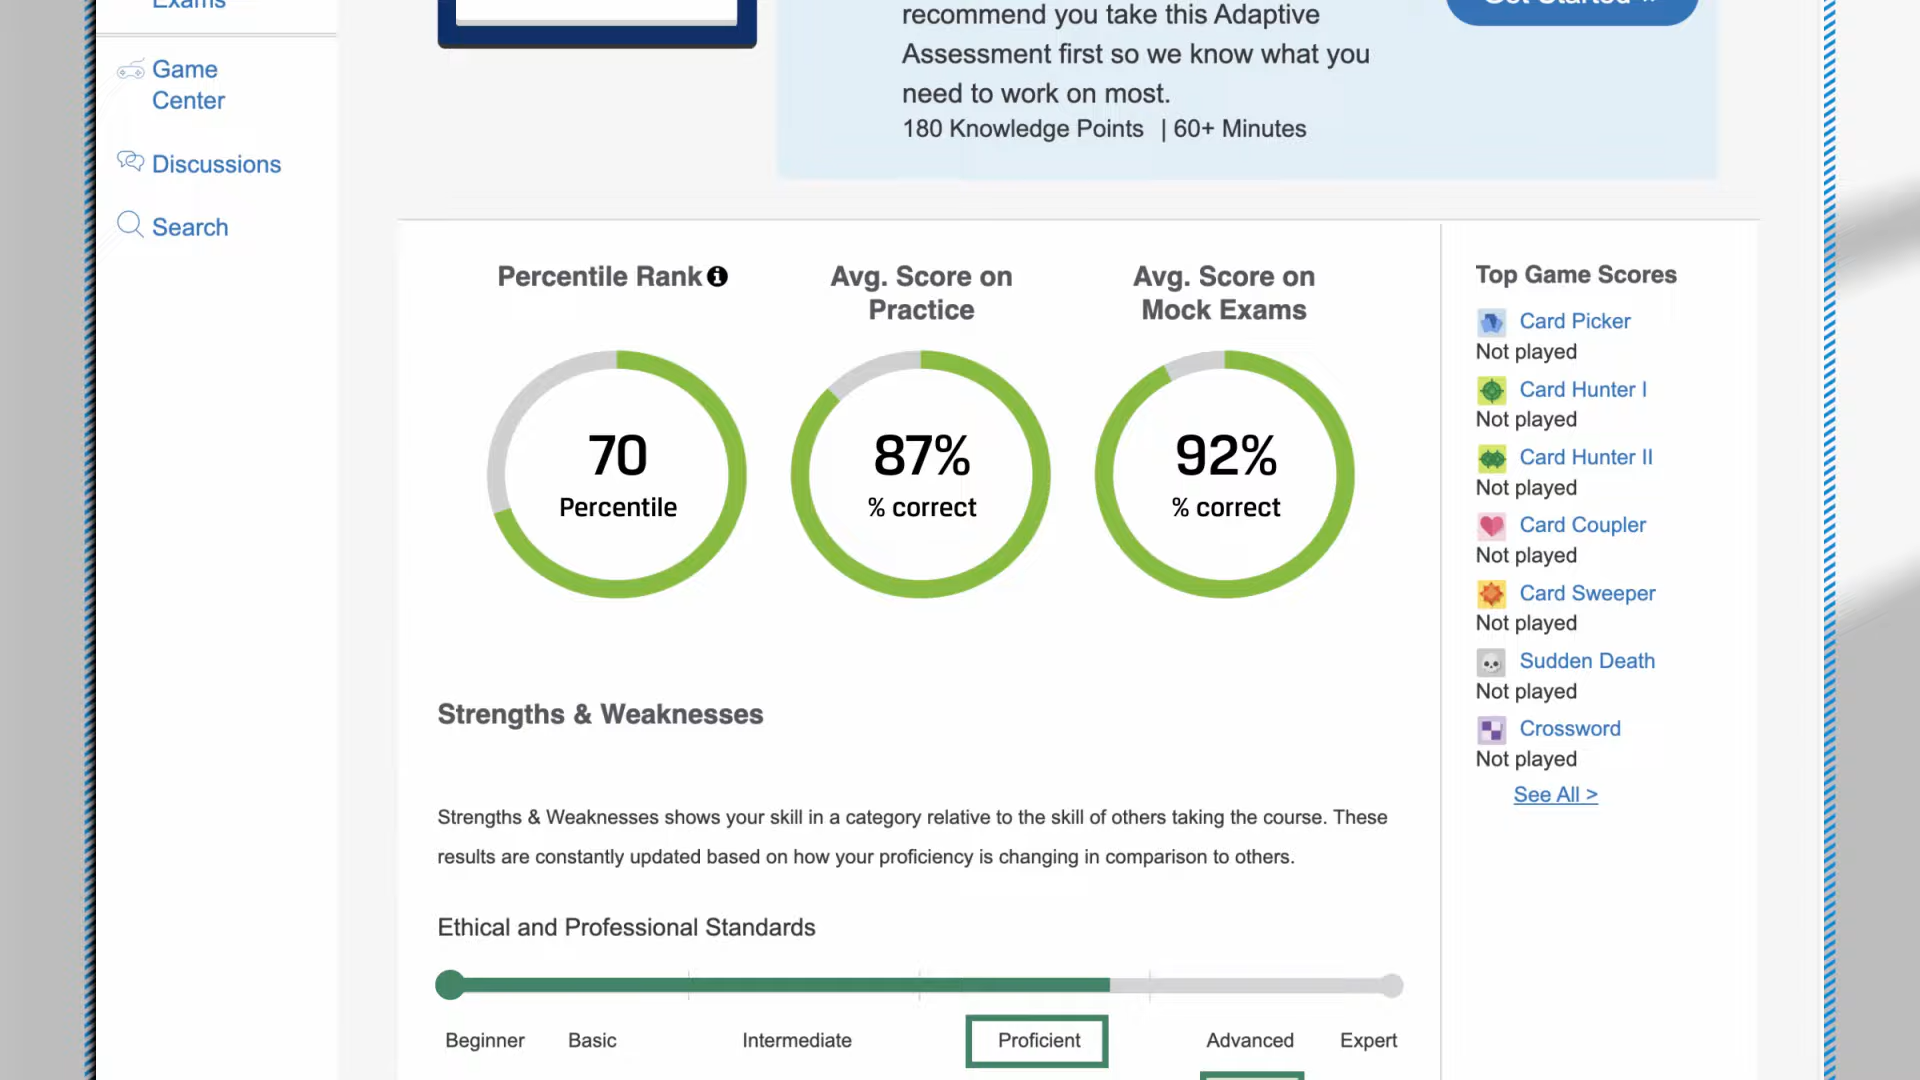 Exams
Game
Center
Discussions
Search
recommend you take this Adaptive
Assessment first so we know what you
need to work on most.
180 Knowledge Points | 60+ Minutes
Get Started »
Percentile Rank
70
Percentile
Avg. Score on
Practice
87%
% correct
Avg. Score on
Mock Exams
92%
% correct
Strengths & Weaknesses
Strengths & Weaknesses shows your skill in a category relative to the skill of others taking the course. These
results are constantly updated based on how your proficiency is changing in comparison to others.
Ethical and Professional Standards
Beginner Basic Intermediate Proficient Advanced Expert
Top Game Scores
Card Picker
Not played
Card Hunter I
Not played
Card Hunter II
Not played
Card Coupler
Not played
Card Sweeper
Not played
Sudden Death
Not played
Crossword
Not played
See All >